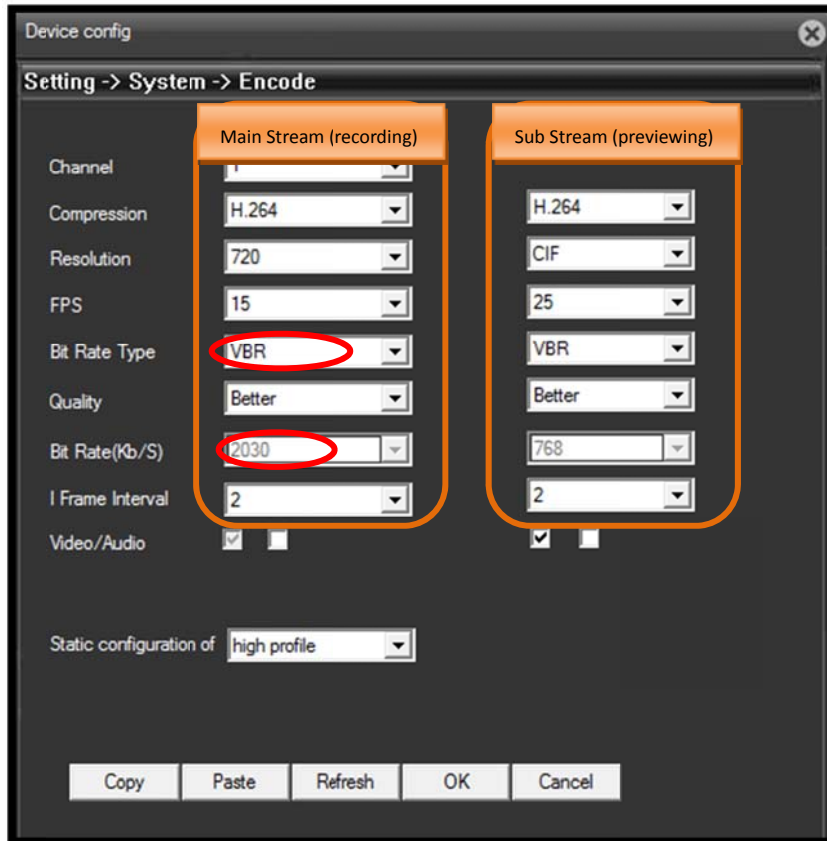 Device config
Setting -> System -> Encode
Main Stream (recording) Sub Stream (previewing)
Channel 1
Compression H.264 H.264
Resolution 720 CIF
FPS 15 25
Bit Rate Type VBR VBR
Quality Better Better
Bit Rate(Kb/S) 2030 768
I Frame Interval 2 2
Video/Audio
Static configuration of high profile
Copy Paste Refresh OK Cancel